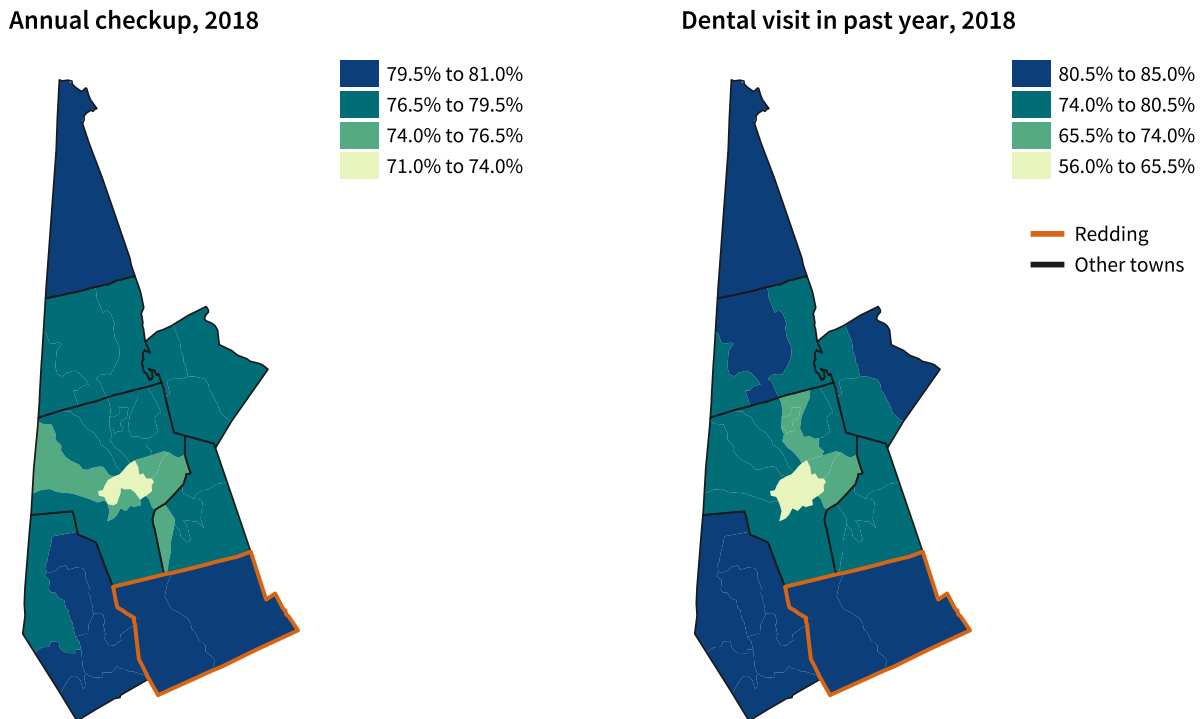 Annual checkup, 2018
79.5% to 81.0%
76.5% to 79.5%
74.0% to 76.5%
71.0% to 74.0%
Dental visit in past year, 2018
80.5% to 85.0%
74.0% to 80.5%
65.5% to 74.0%
56.0% to 65.5%
Redding
Other towns